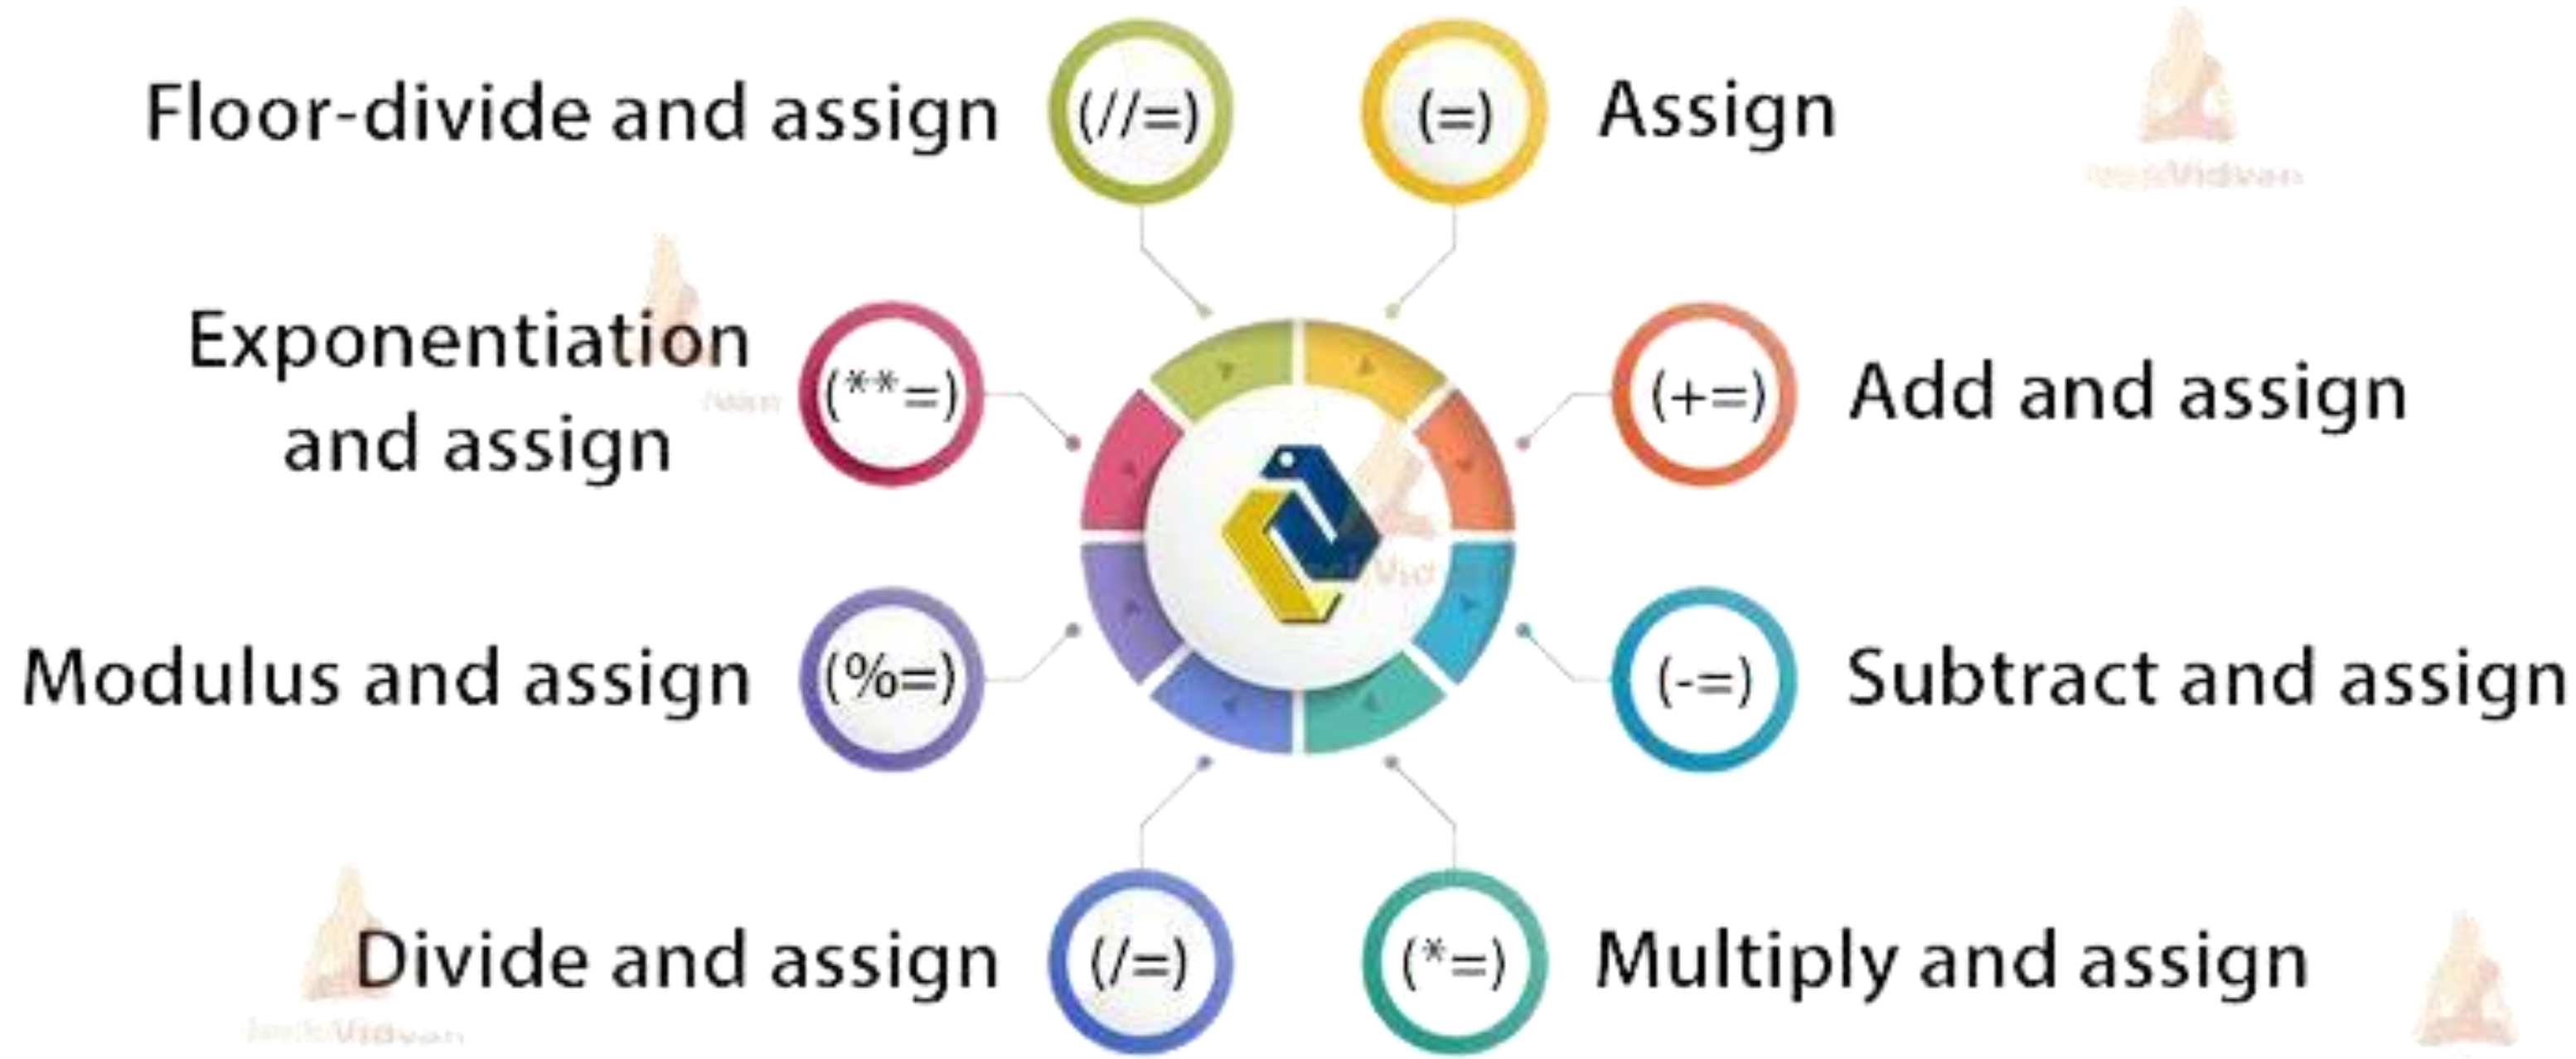 Floor-divide and assign
(//=)
(=)
Assign
Exponentiation
and assign
(**=)
(+=)
Add and assign
Modulus and assign
(%=)
(-=)
Subtract and assign
Divide and assign
(/=)
(*=)
Multiply and assign